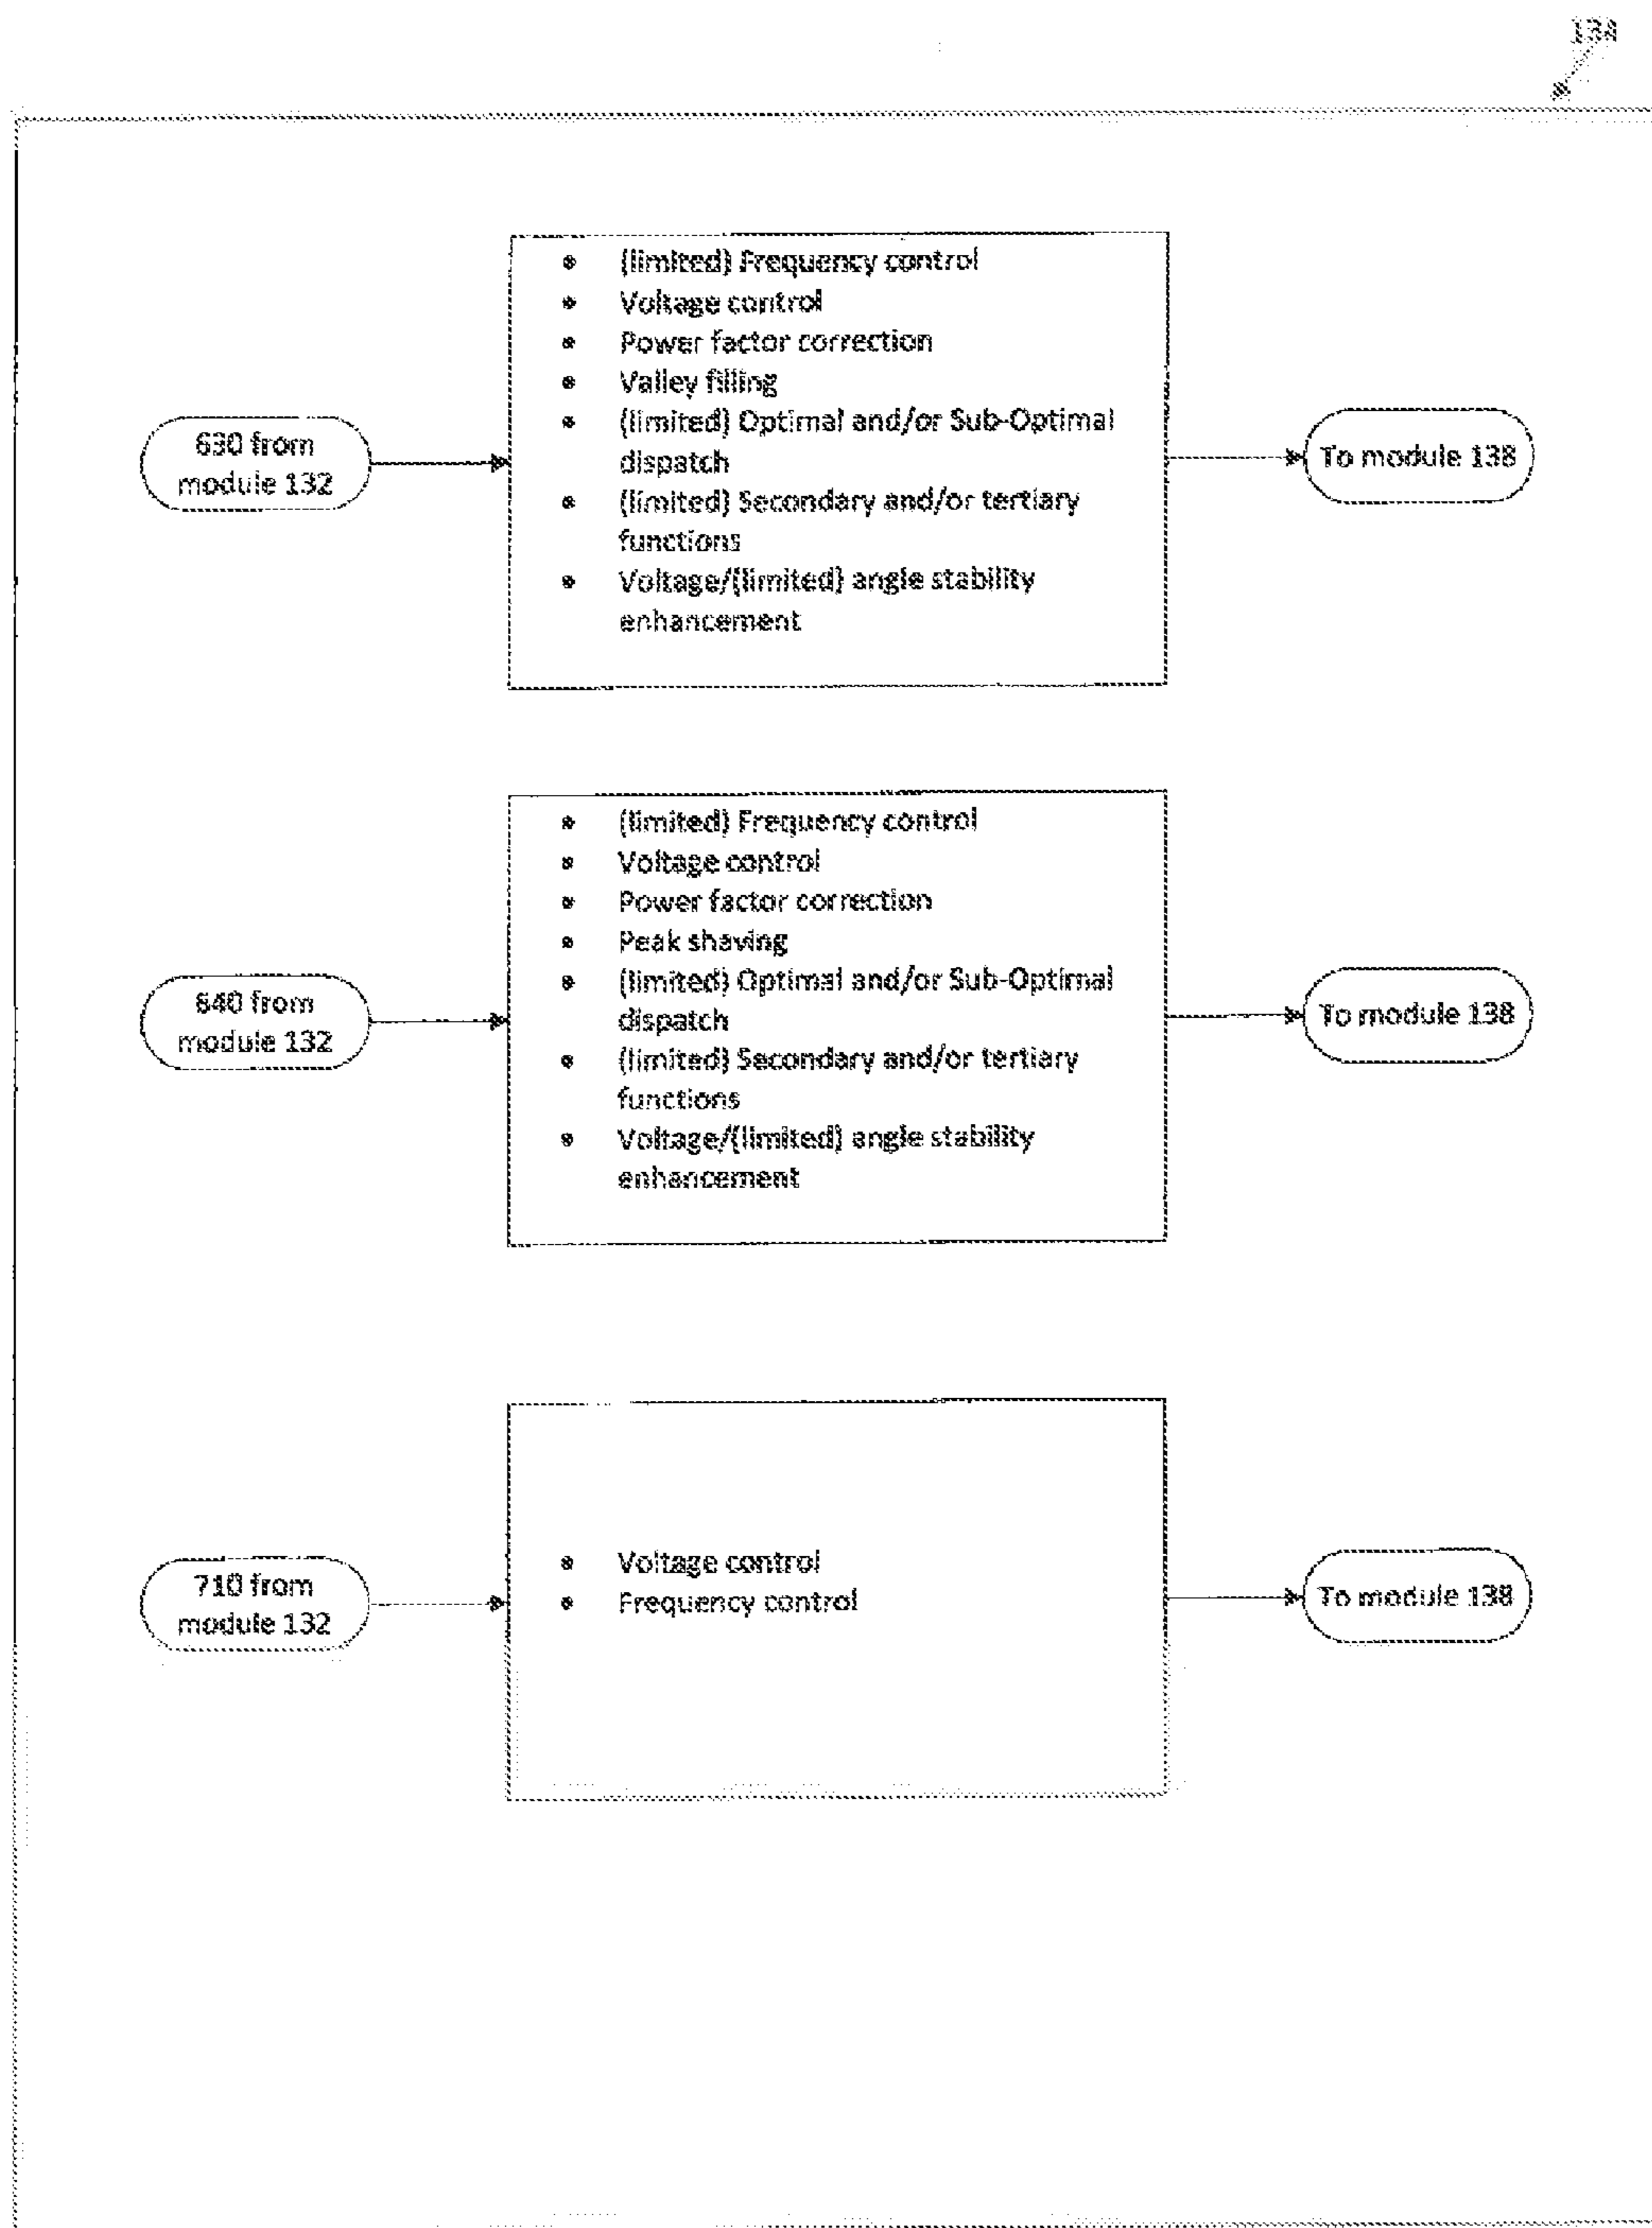 134
• (limited) Frequency control
• Voltage control
• Power factor correction
• Valley filling
• (limited) Optimal and/or Sub-Optimal
dispatch
• (limited) Secondary and/or tertiary
functions
• Voltage/(limited) angle stability
enhancement
630 from
module 132
To module 138
• (limited) Frequency control
• Voltage control
• Power factor correction
• Peak shaving
• (limited) Optimal and/or Sub-Optimal
dispatch
• (limited) Secondary and/or tertiary
functions
• Voltage/(limited) angle stability
enhancement
640 from
module 132
To module 138
• Voltage control
• Frequency control
710 from
module 132
To module 138